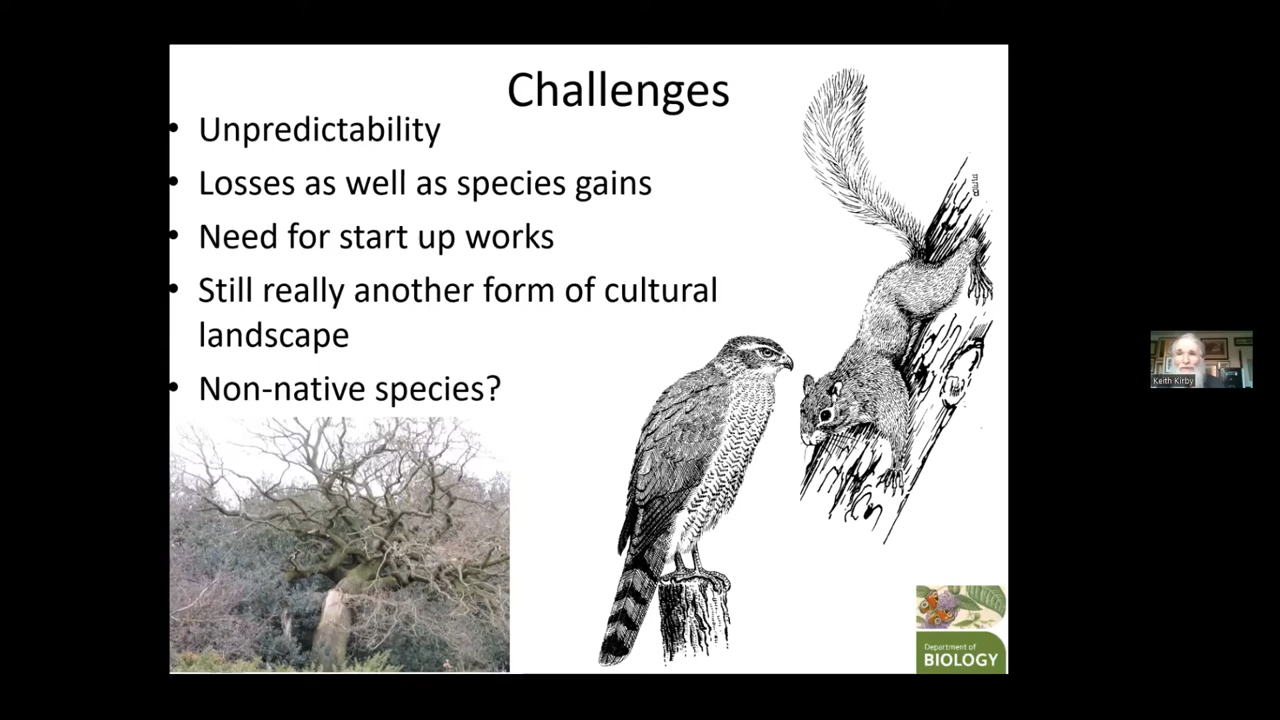 Challenges
• Unpredictability
• Losses as well as species gains
• Need for start up works
• Still really another form of cultural
landscape
• Non-native species?
Department of
BIOLOGY
Keith Kirby